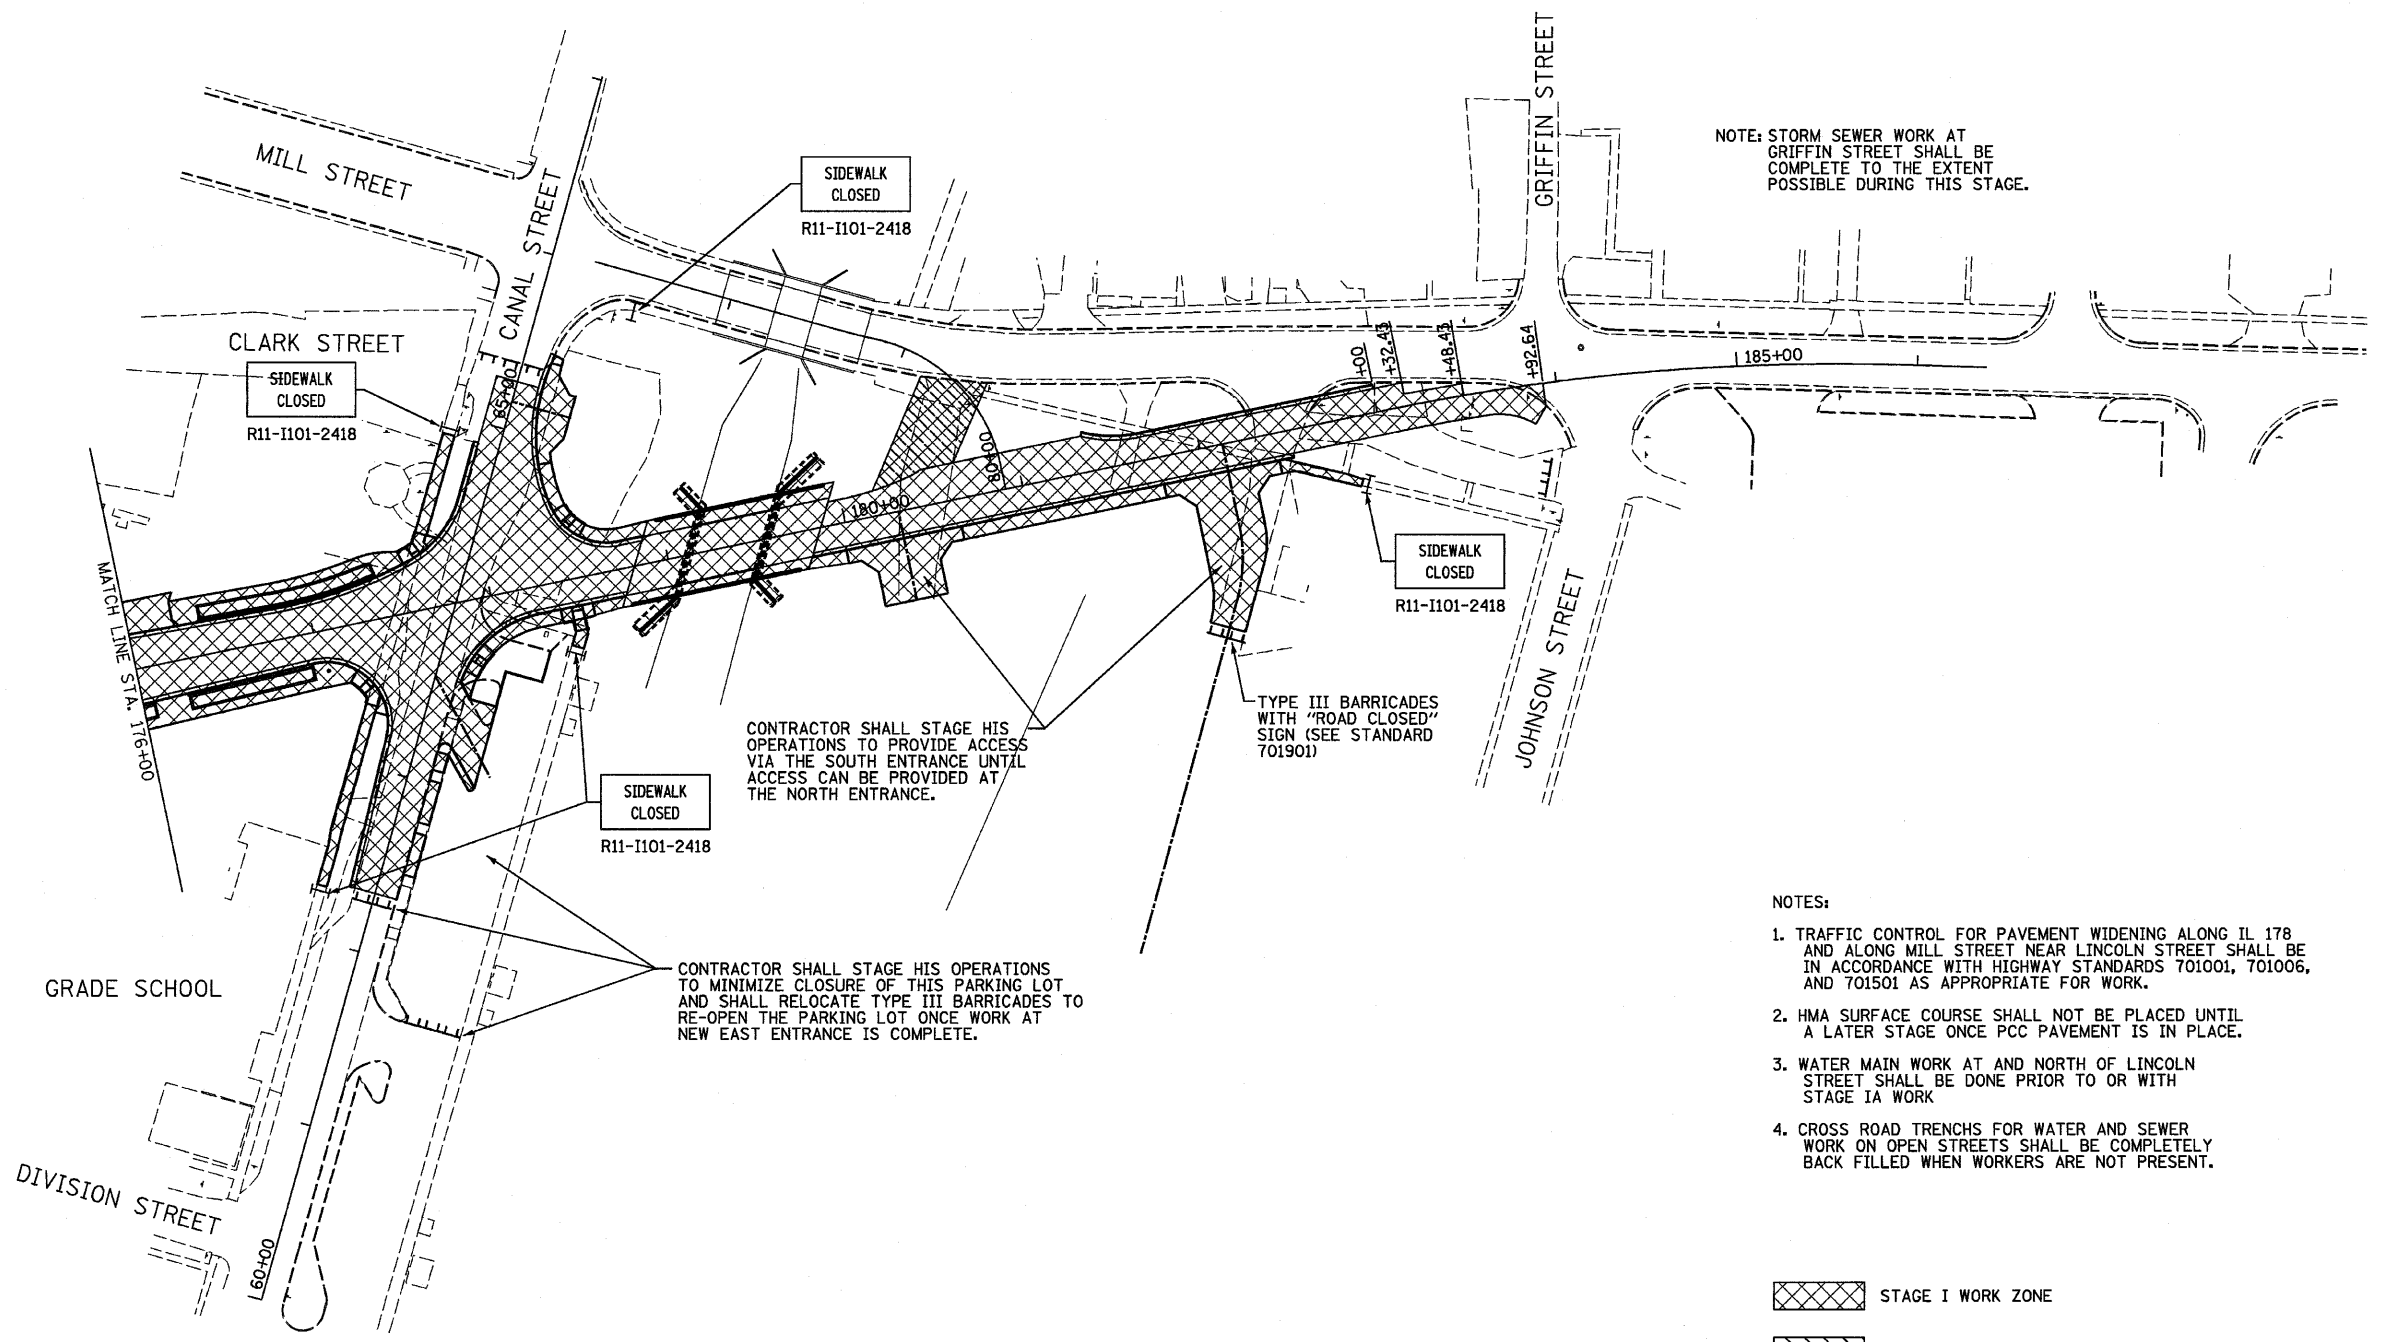 GRIFFIN STREET
NOTE: STORM SEWER WORK AT
GRIFFIN STREET SHALL BE
COMPLETE TO THE EXTENT
POSSIBLE DURING THIS STAGE.
MILL STREET
CANAL STREET
SIDEWALK
CLOSED
R11-I101-2418
CLARK STREET
SIDEWALK
CLOSED
R11-I101-2418
65+00
+00
+32.43
+48.43
+92.64
185+00
80+00
180+00
MATCH LINE STA. 176+00
SIDEWALK
CLOSED
R11-I101-2418
JOHNSON STREET
TYPE III BARRICADES
WITH "ROAD CLOSED"
SIGN (SEE STANDARD
701901)
CONTRACTOR SHALL STAGE HIS
OPERATIONS TO PROVIDE ACCESS
VIA THE SOUTH ENTRANCE UNTIL
ACCESS CAN BE PROVIDED AT
THE NORTH ENTRANCE.
SIDEWALK
CLOSED
R11-I101-2418
GRADE SCHOOL
CONTRACTOR SHALL STAGE HIS OPERATIONS
TO MINIMIZE CLOSURE OF THIS PARKING LOT
AND SHALL RELOCATE TYPE III BARRICADES TO
RE-OPEN THE PARKING LOT ONCE WORK AT
NEW EAST ENTRANCE IS COMPLETE.
DIVISION STREET
60+00
NOTES:
1. TRAFFIC CONTROL FOR PAVEMENT WIDENING ALONG IL 178
AND ALONG MILL STREET NEAR LINCOLN STREET SHALL BE
IN ACCORDANCE WITH HIGHWAY STANDARDS 701001, 701006,
AND 701501 AS APPROPRIATE FOR WORK.
2. HMA SURFACE COURSE SHALL NOT BE PLACED UNTIL
A LATER STAGE ONCE PCC PAVEMENT IS IN PLACE.
3. WATER MAIN WORK AT AND NORTH OF LINCOLN
STREET SHALL BE DONE PRIOR TO OR WITH
STAGE IA WORK
4. CROSS ROAD TRENCHS FOR WATER AND SEWER
WORK ON OPEN STREETS SHALL BE COMPLETELY
BACK FILLED WHEN WORKERS ARE NOT PRESENT.
STAGE I WORK ZONE